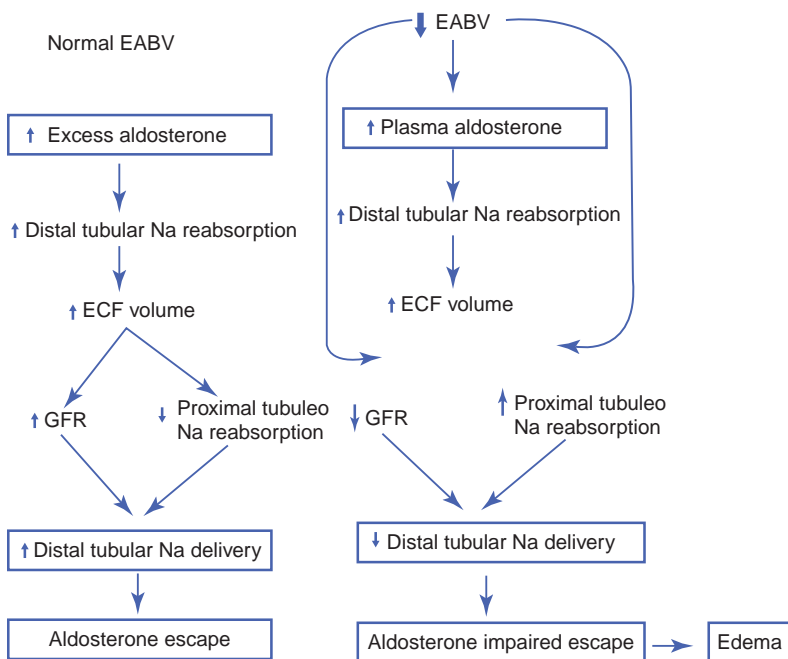 Normal EABV
Excess aldosterone
Distal tubular Na reabsorption
ECF volume
GFR
Proximal tubuleo
Na reabsorption
Distal tubular Na delivery
Aldosterone escape
EABV
Plasma aldosterone
Distal tubular Na reabsorption
ECF volume
GFR
Proximal tubuleo
Na reabsorption
Distal tubular Na delivery
Aldosterone impaired escape
Edema